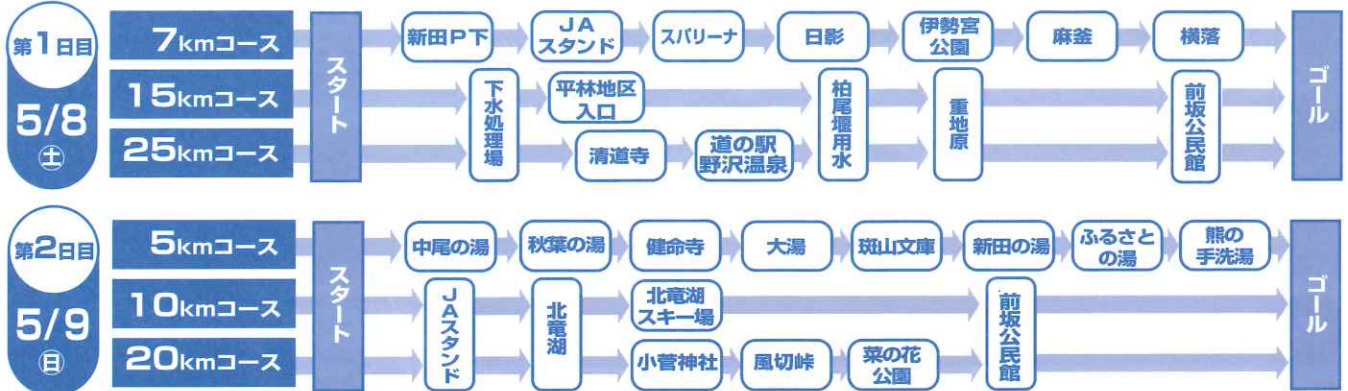 第1日目
5/8
土
7kmコース
15kmコース
25kmコース
スタート
新田P下
JA
スタンド
スパリーナ
日影
伊勢宮
公園
麻釜
横落
下水処理場
平林地区
入口
清道寺
道の駅
野沢温泉
柏尾堰用水
重地原
前坂公民館
ゴール
第2日目
5/9
日
5kmコース
10kmコース
20kmコース
スタート
中尾の湯
秋葉の湯
健命寺
大湯
斑山文庫
新田の湯
ふるさと
の湯
熊の
手洗湯
JAスタンド
北竜湖
北竜湖
スキー場
小菅神社
風切峠
菜の花
公園
前坂公民館
ゴール